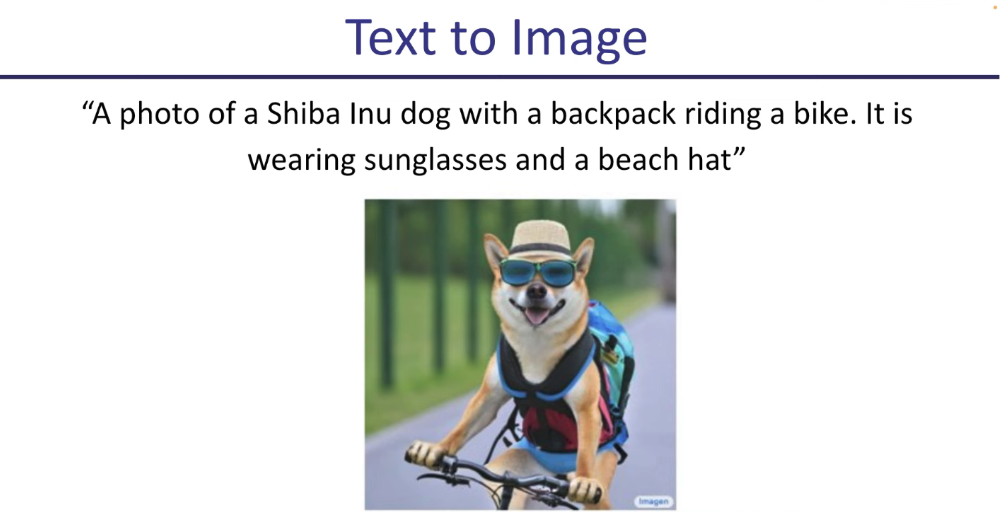 Text to Image
“A photo of a Shiba Inu dog with a backpack riding a bike. It is
wearing sunglasses and a beach hat”
Imagen